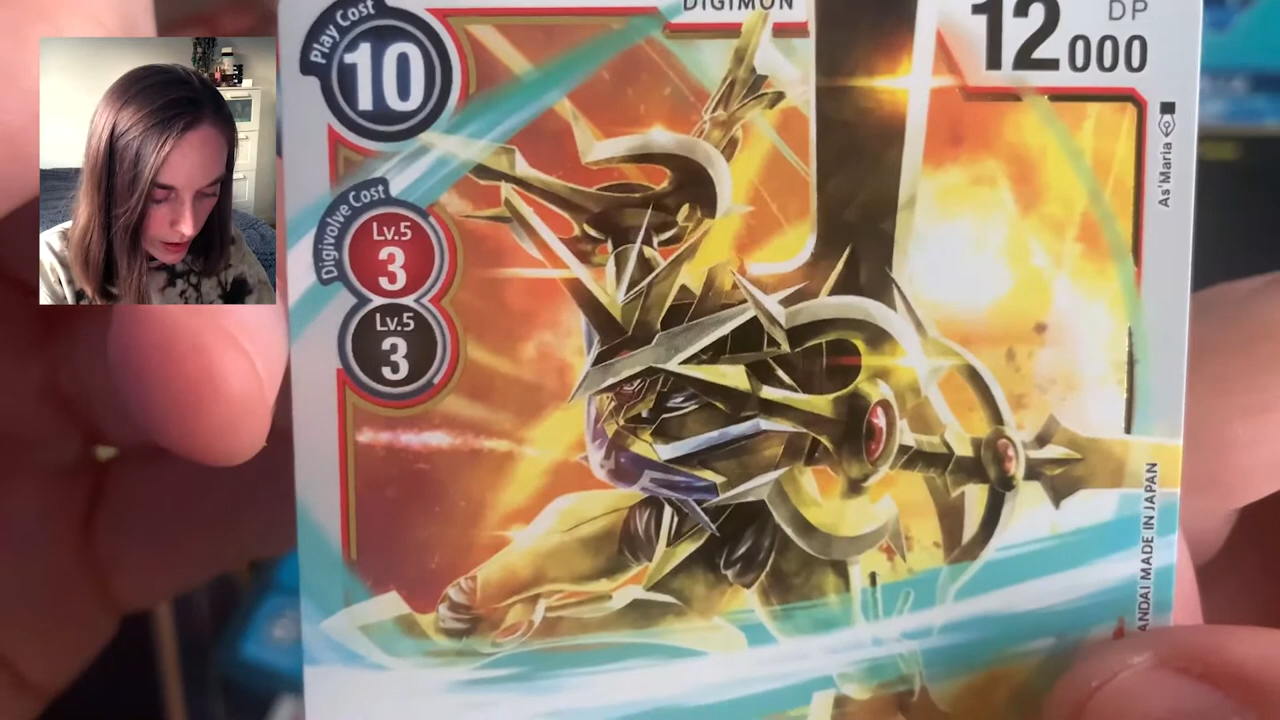 DIGIMON
Play Cost
10
12000
DP
Digivolve Cost
Lv.5
3
Lv.5
3
As'Maria
ANDAI MADE IN JAPAN